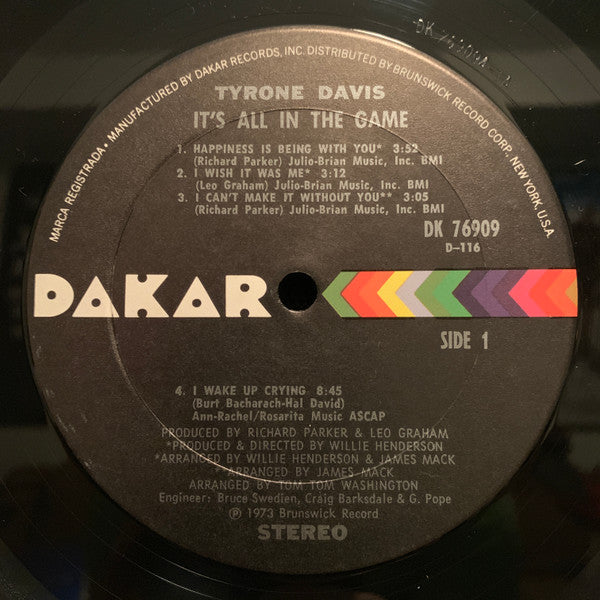 MARCA REGISTRADA • MANUFACTURED BY DAKAR RECORDS, INC. DISTRIBUTED BY BRUNSWICK RECORD CORP. NEW YORK, U.S.A.
TYRONE DAVIS
IT'S ALL IN THE GAME
1. HAPPINESS IS BEING WITH YOU* 3:52
(Richard Parker) Julio-Brian Music, Inc. BMI
2. I WISH IT WAS ME* 3:12
(Leo Graham) Julio-Brian Music, Inc. BMI
3. I CAN'T MAKE IT WITHOUT YOU** 3:05
(Richard Parker) Julio-Brian Music, Inc. BMI
DK 76909
D-116
DAKAR
SIDE 1
4. I WAKE UP CRYING 8:45
(Burt Bacharach-Hal David)
Ann-Rachel/Rosarita Music ASCAP
PRODUCED BY RICHARD PARKER & LEO GRAHAM
*PRODUCED & DIRECTED BY WILLIE HENDERSON
*ARRANGED BY WILLIE HENDERSON & JAMES MACK
*ARRANGED BY JAMES MACK
ARRANGED BY TOM TOM WASHINGTON
Engineer: Bruce Swedien, Craig Barksdale & G. Pope
℗ 1973 Brunswick Record
STEREO